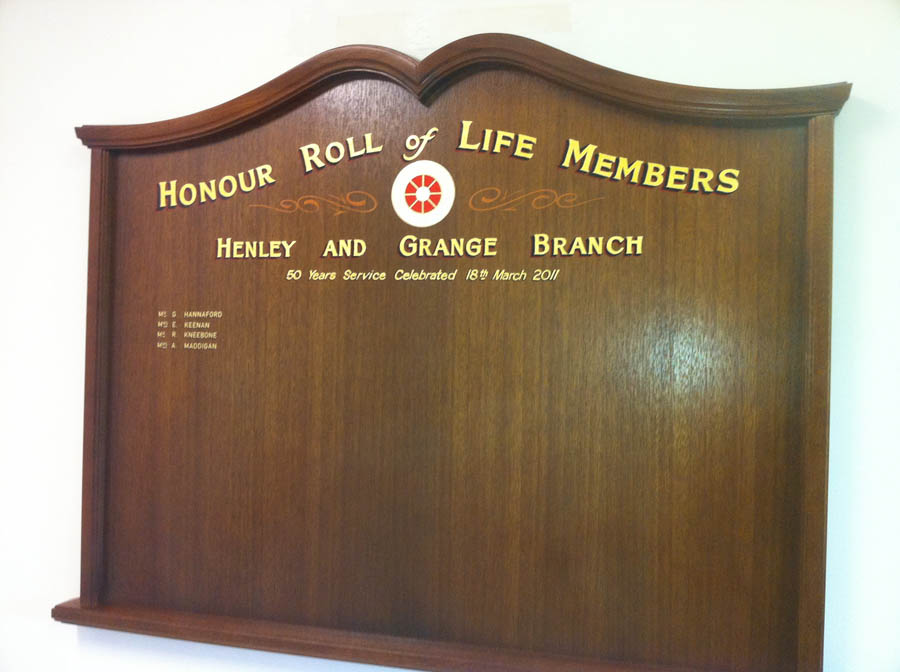 HONOUR ROLL of LIFE MEMBERS
HENLEY AND GRANGE BRANCH
50 Years Service Celebrated 18th March 2011
G. HANNAFORD
E. KEENAN
R. KNEEBONE
A. MADDIGAN